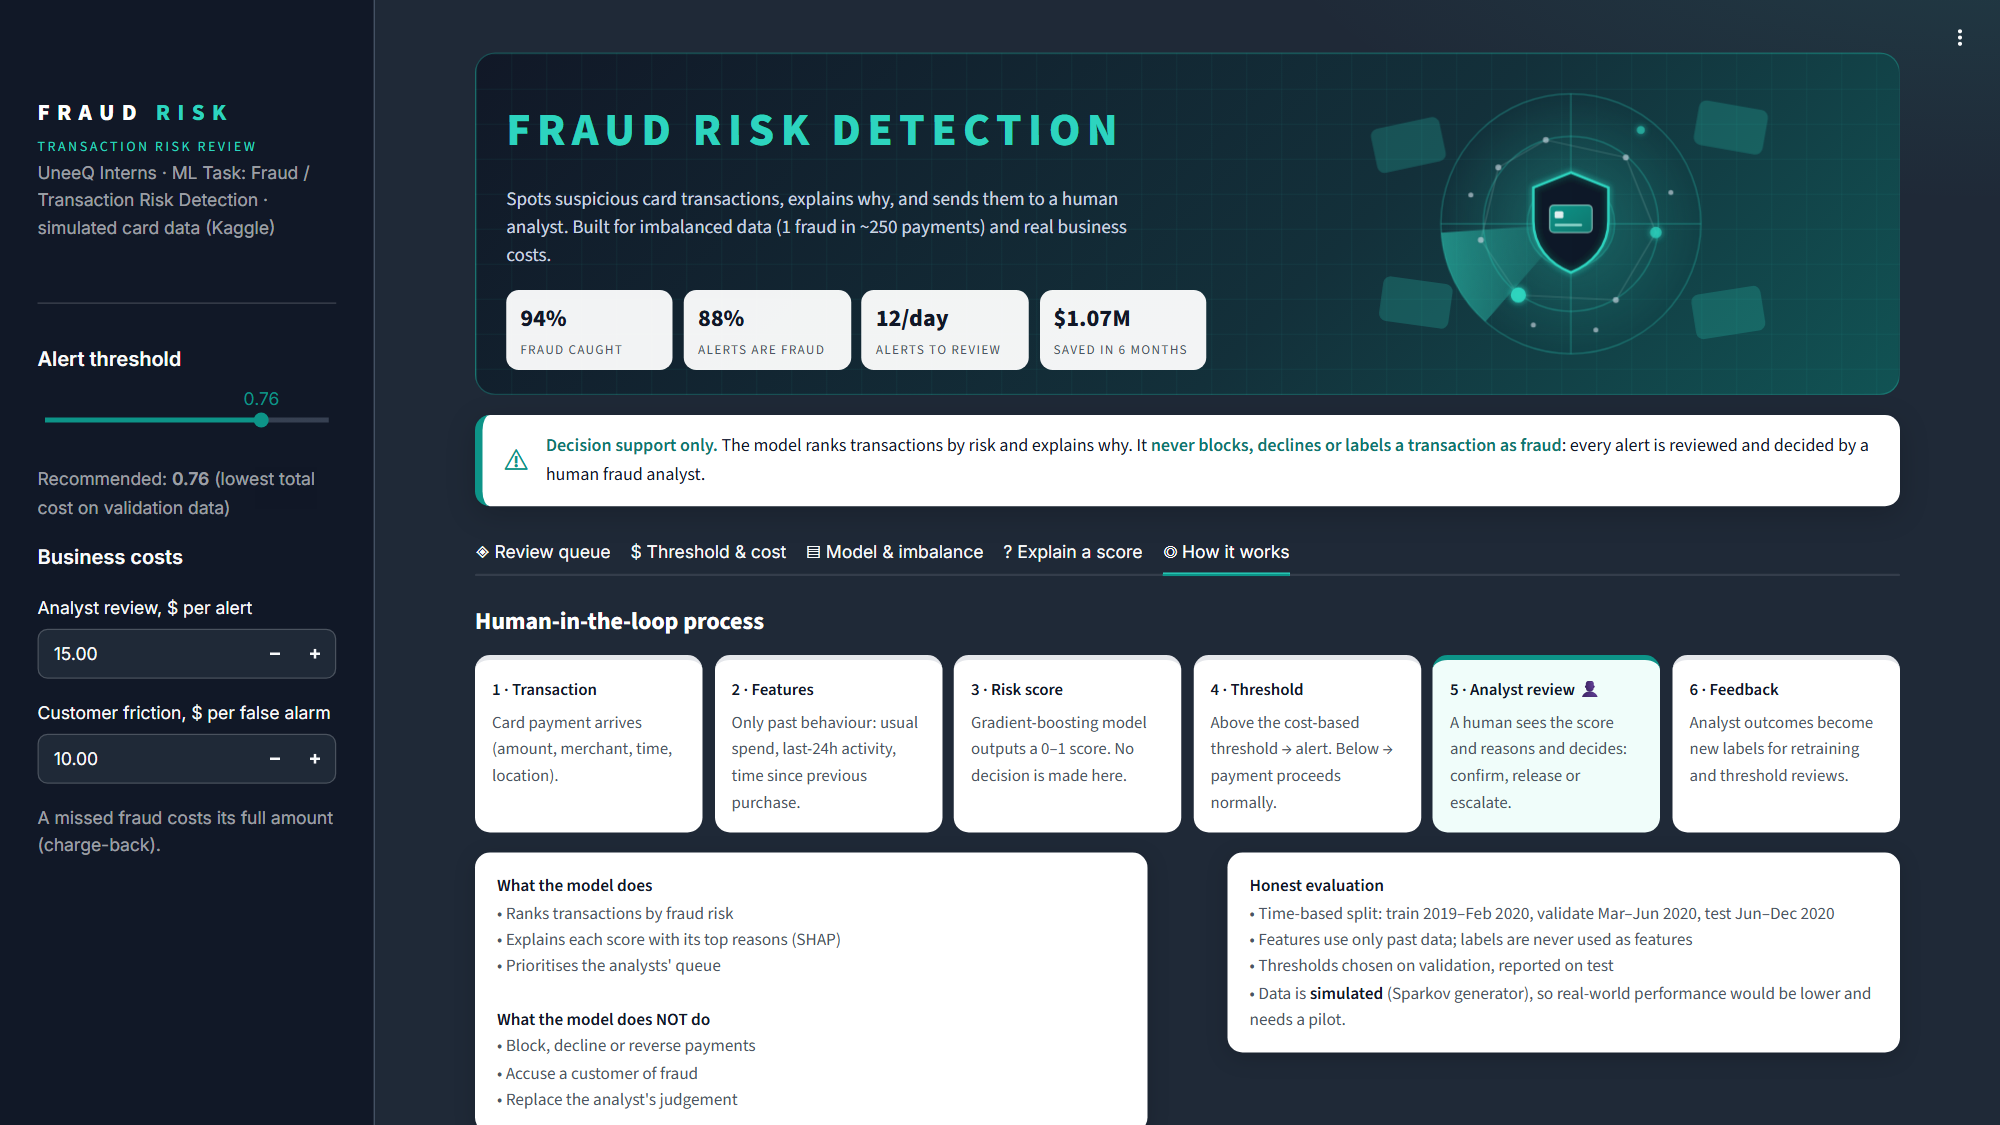 FRAUD RISK
TRANSACTION RISK REVIEW
UneeQ Interns · ML Task: Fraud /
Transaction Risk Detection ·
simulated card data (Kaggle)
Alert threshold
0.76
Recommended: 0.76 (lowest total
cost on validation data)
Business costs
Analyst review, $ per alert
15.00
Customer friction, $ per false alarm
10.00
A missed fraud costs its full amount
(charge-back).
FRAUD RISK DETECTION
Spots suspicious card transactions, explains why, and sends them to a human
analyst. Built for imbalanced data (1 fraud in ~250 payments) and real business
costs.
94%
FRAUD CAUGHT
88%
ALERTS ARE FRAUD
12/day
ALERTS TO REVIEW
$1.07M
SAVED IN 6 MONTHS
Decision support only. The model ranks transactions by risk and explains why. It never blocks, declines or labels a transaction as fraud: every alert is reviewed and decided by a
human fraud analyst.
◈ Review queue
$ Threshold & cost
▤ Model & imbalance
? Explain a score
◎ How it works
Human-in-the-loop process
1 · Transaction
Card payment arrives
(amount, merchant, time,
location).
2 · Features
Only past behaviour: usual
spend, last-24h activity,
time since previous
purchase.
3 · Risk score
Gradient-boosting model
outputs a 0–1 score. No
decision is made here.
4 · Threshold
Above the cost-based
threshold → alert. Below →
payment proceeds
normally.
5 · Analyst review 👤
A human sees the score
and reasons and decides:
confirm, release or
escalate.
6 · Feedback
Analyst outcomes become
new labels for retraining
and threshold reviews.
What the model does
• Ranks transactions by fraud risk
• Explains each score with its top reasons (SHAP)
• Prioritises the analysts' queue
What the model does NOT do
• Block, decline or reverse payments
• Accuse a customer of fraud
• Replace the analyst's judgement
Honest evaluation
• Time-based split: train 2019–Feb 2020, validate Mar–Jun 2020, test Jun–Dec 2020
• Features use only past data; labels are never used as features
• Thresholds chosen on validation, reported on test
• Data is simulated (Sparkov generator), so real-world performance would be lower and
needs a pilot.